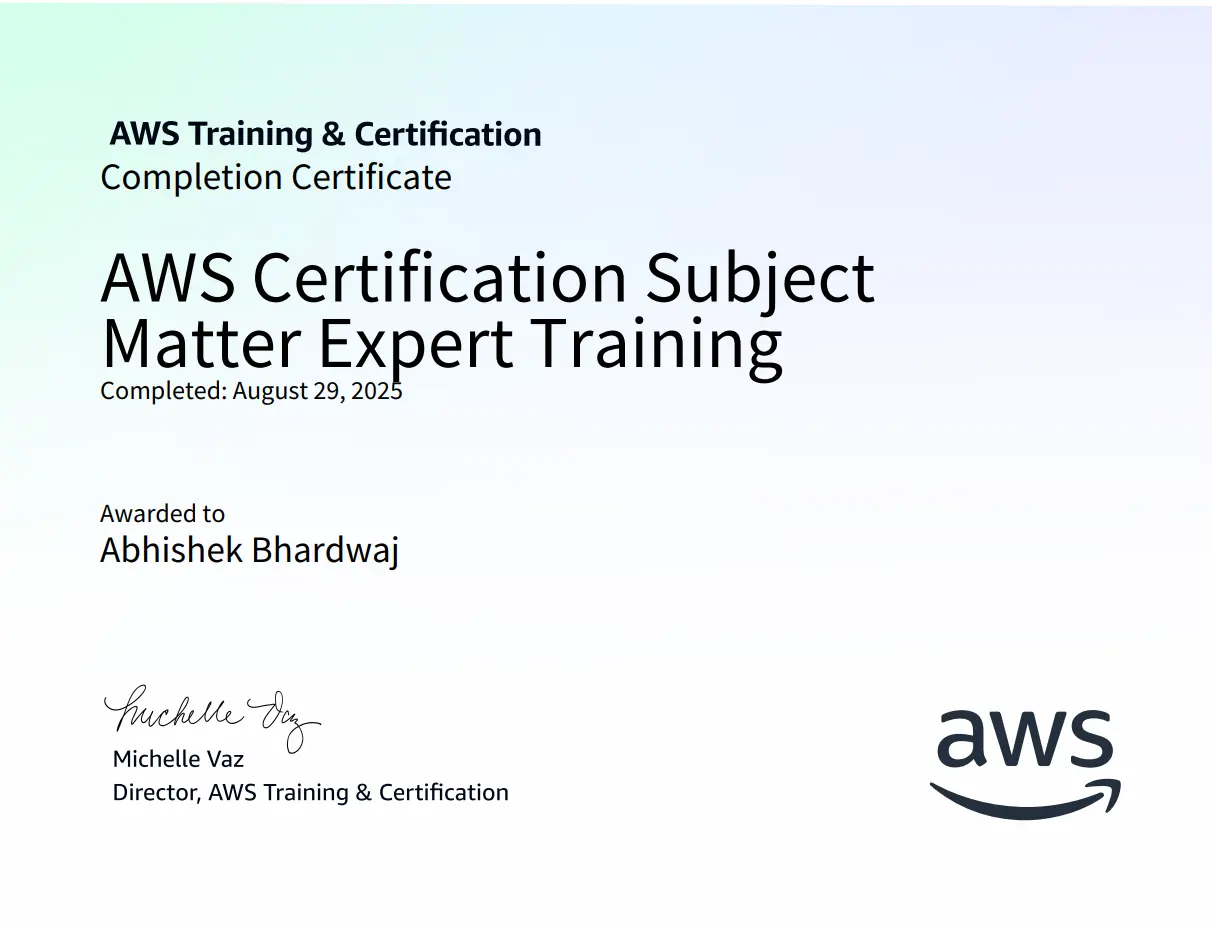 AWS Training & Certification
Completion Certificate
AWS Certification Subject
Matter Expert Training
Completed: August 29, 2025
Awarded to
Abhishek Bhardwaj
Michelle Vaz
Michelle Vaz
Director, AWS Training & Certification
aws